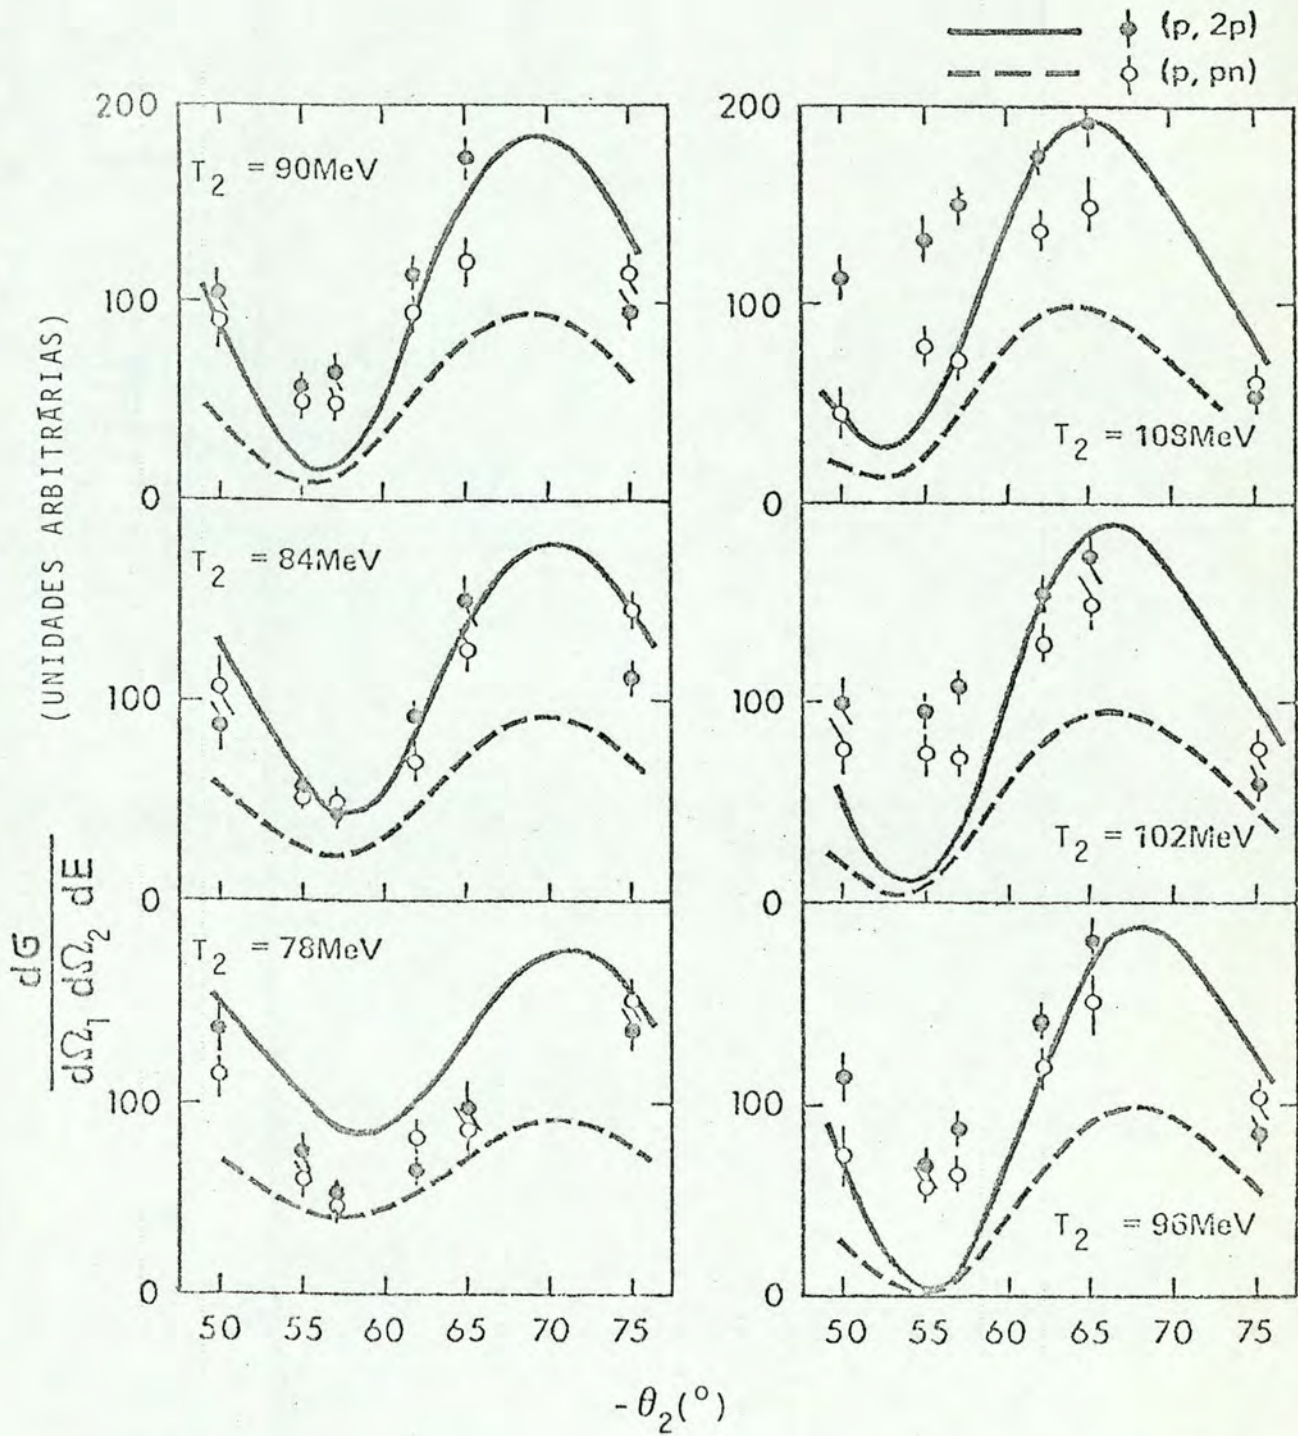 (p, 2p)
(p, pn)
200
100
0
100
0
100
0
T2 = 90MeV
T2 = 84MeV
T2 = 78MeV
50 55 60 65 70 75
200
100
0
100
0
100
0
T2 = 108MeV
T2 = 102MeV
T2 = 96MeV
50 55 60 65 70 75
-θ2(°)
dσ
dΩ1 dΩ2 dE
(UNIDADES ARBITRÁRIAS)